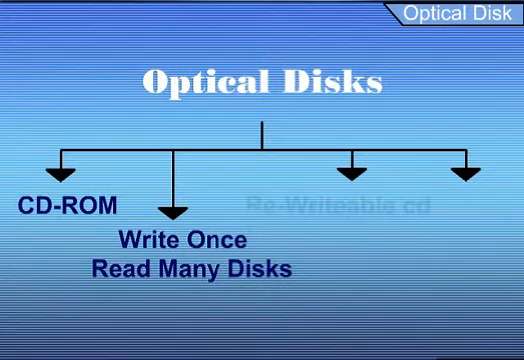 Optical Disk
Optical Disks
CD-ROM
Re-Writeable cd
Write Once
Read Many Disks